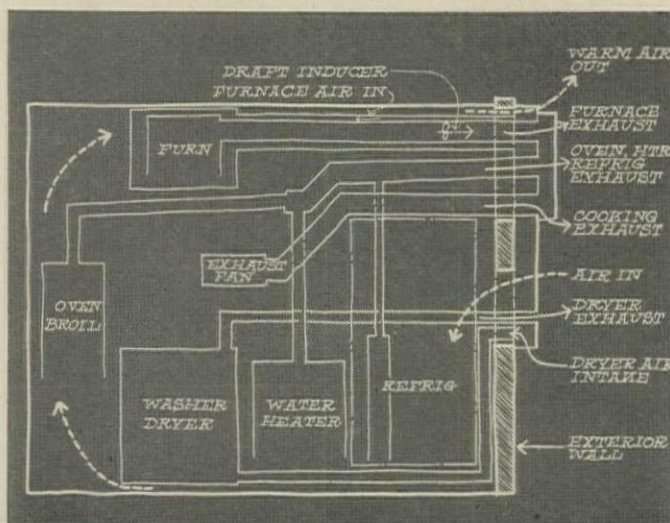 DRAFT INDUCER
FURNACE AIR IN
WARM AIR
OUT
FURNACE
EXHAUST
FURN
OVEN, HTR
REFRIG
EXHAUST
COOKING
EXHAUST
EXHAUST
FAN
AIR IN
OVEN
BROIL
DRYER
EXHAUST
DRYER AIR
INTAKE
WASHER
DRYER
WATER
HEATER
REFRIG
EXTERIOR
WALL